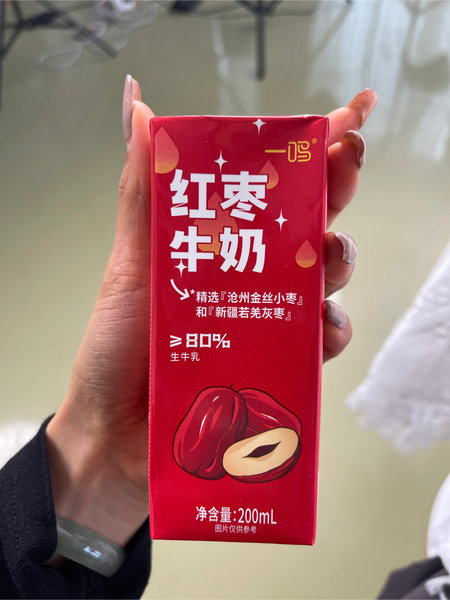 一鸣®
红枣
牛奶
*精选『沧州金丝小枣』
和『新疆若羌灰枣』
≥80%
生牛乳
净含量:200mL
图片仅供参考